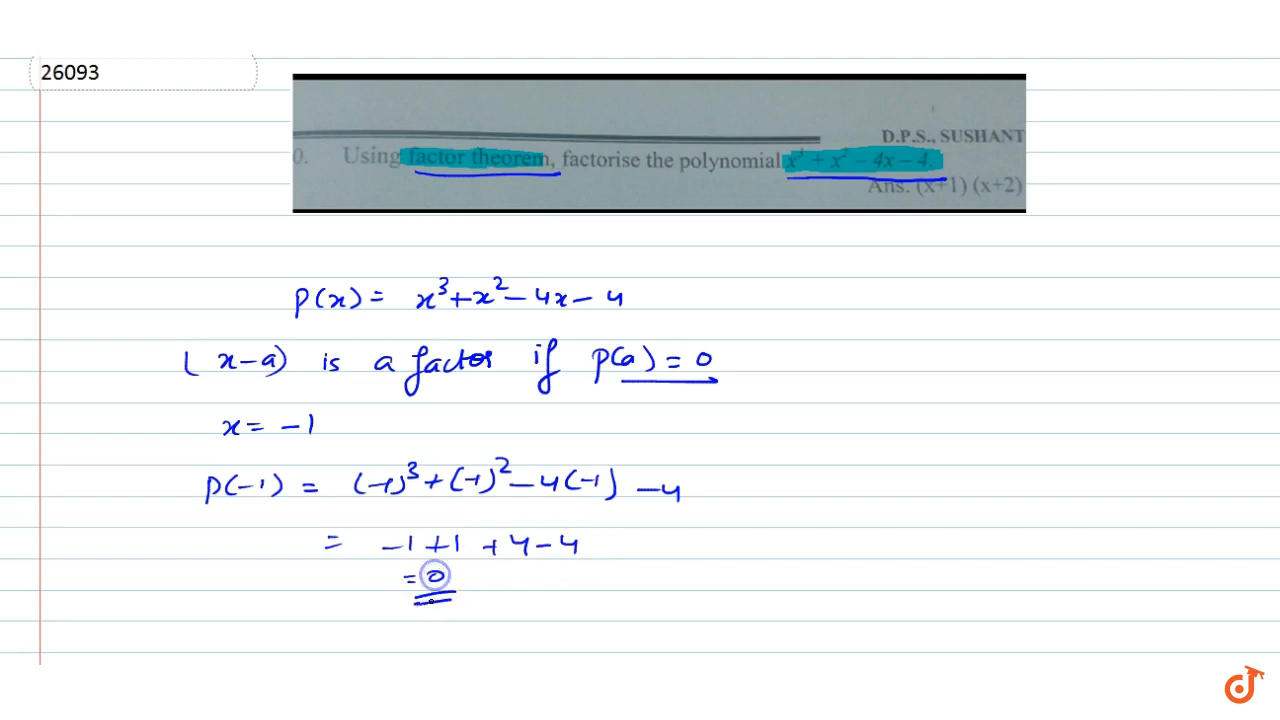 26093
D.P.S., SUSHANT
0. Using factor theorem, factorise the polynomial x³ + x² − 4x − 4.
Ans. (x+1) (x+2)
P(x) = x³ + x² − 4x − 4
(x−a) is a factor if P(a) = 0
x = −1
P(−1) = (−1)³ + (−1)² − 4(−1) − 4
= −1 + 1 + 4 − 4
= 0